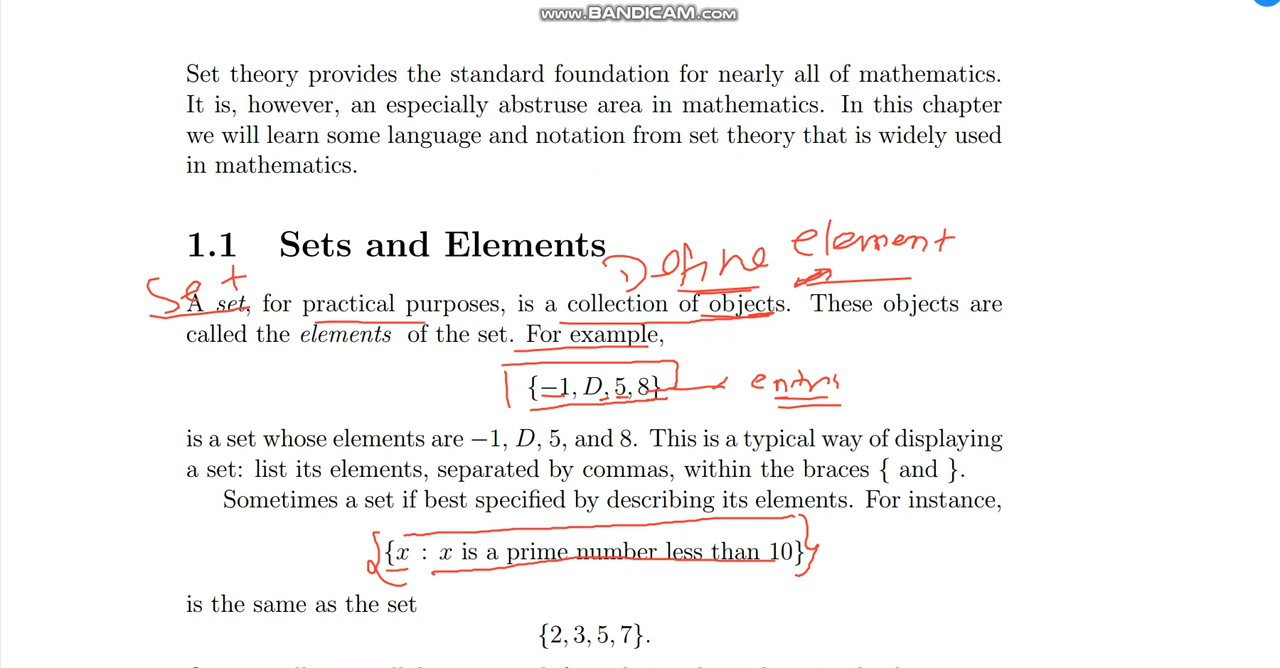 www.BANDICAM.com
Set theory provides the standard foundation for nearly all of mathematics.
It is, however, an especially abstruse area in mathematics. In this chapter
we will learn some language and notation from set theory that is widely used
in mathematics.
1.1 Sets and Elements
Define element
Set
A set, for practical purposes, is a collection of objects. These objects are
called the elements of the set. For example,
{−1, D, 5, 8}
is a set whose elements are −1, D, 5, and 8. This is a typical way of displaying
a set: list its elements, separated by commas, within the braces { and }.
Sometimes a set if best specified by describing its elements. For instance,
{x : x is a prime number less than 10}
is the same as the set
{2, 3, 5, 7}.